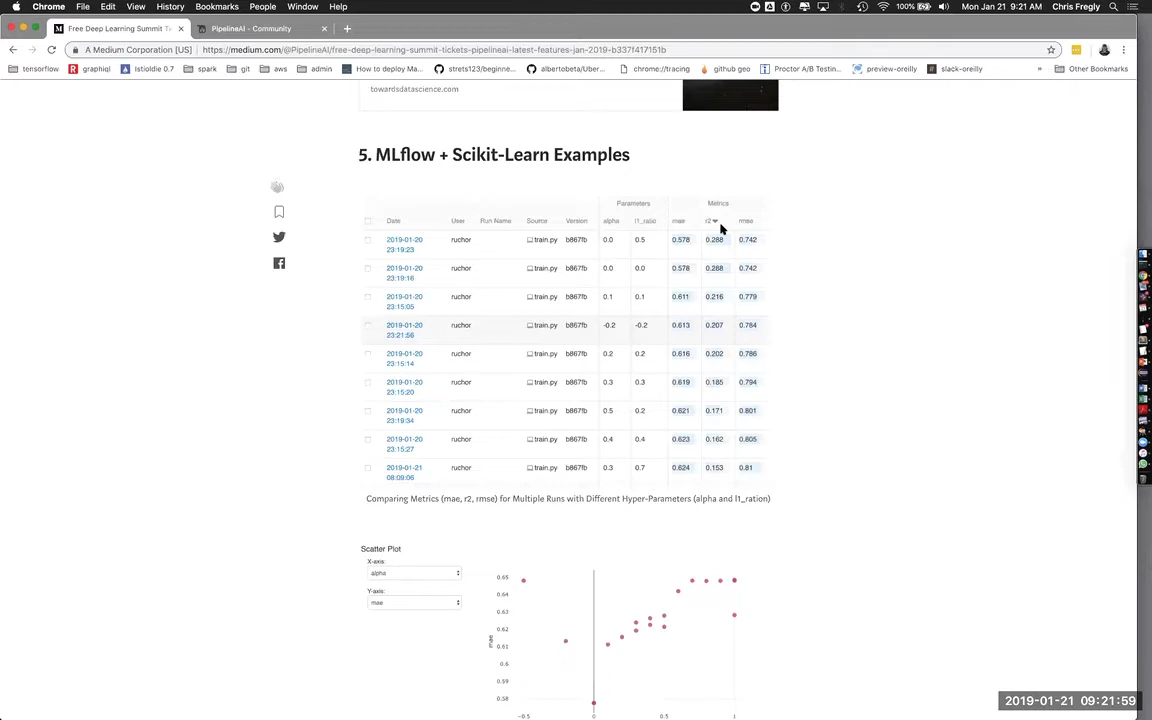 Chrome File Edit View History Bookmarks People Window Help 100% Mon Jan 21 9:21 AM Chris Fregly
Free Deep Learning Summit Ti PipelineAI - Community
A Medium Corporation [US] https://medium.com/@PipelineAI/free-deep-learning-summit-tickets-pipelineai-latest-features-jan-2019-b337f417151b
tensorflow graphiql Istioldie 0.7 spark git aws admin How to deploy Ma... strets123/beginne... albertobeta/Uber... chrome://tracing github geo Proctor A/B Testin... preview-oreilly slack-oreilly » Other Bookmarks
towardsdatascience.com
5. MLflow + Scikit-Learn Examples
Parameters Metrics
Date User Run Name Source Version alpha l1_ratio mae r2 rmse
2019-01-20 ruchor train.py b867fb 0.0 0.5 0.578 0.288 0.742
23:19:23
2019-01-20 ruchor train.py b867fb 0.0 0.0 0.578 0.288 0.742
23:19:16
2019-01-20 ruchor train.py b867fb 0.1 0.1 0.611 0.216 0.779
23:15:05
2019-01-20 ruchor train.py b867fb -0.2 -0.2 0.613 0.207 0.784
23:21:56
2019-01-20 ruchor train.py b867fb 0.2 0.2 0.616 0.202 0.786
23:15:14
2019-01-20 ruchor train.py b867fb 0.3 0.3 0.619 0.185 0.794
23:15:20
2019-01-20 ruchor train.py b867fb 0.5 0.2 0.621 0.171 0.801
23:19:34
2019-01-20 ruchor train.py b867fb 0.4 0.4 0.623 0.162 0.805
23:15:27
2019-01-21 ruchor train.py b867fb 0.3 0.7 0.624 0.153 0.81
08:09:06
Comparing Metrics (mae, r2, rmse) for Multiple Runs with Different Hyper-Parameters (alpha and l1_ration)
Scatter Plot
X-axis:
alpha
Y-axis:
mae
0.65
0.64
0.63
0.62
0.61
0.6
0.59
0.58
mae
-0.5 0 0.5 1
2019-01-21 09:21:59